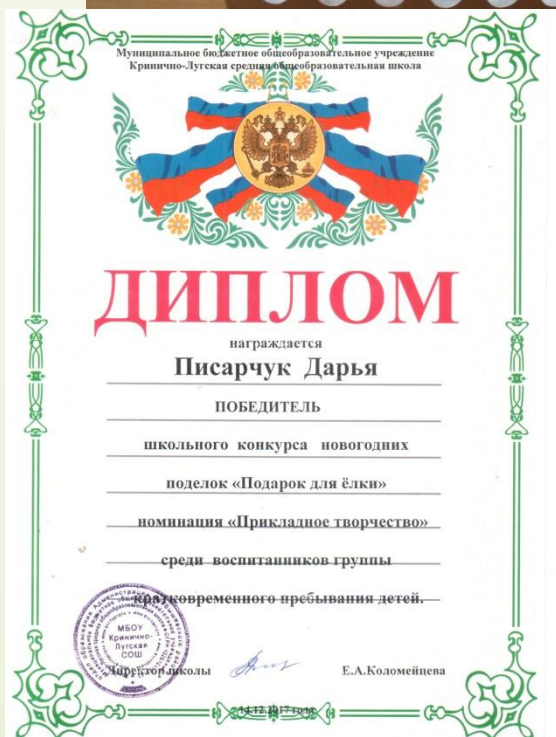 Муниципальное бюджетное общеобразовательное учреждение
Кринично-Лугская средняя общеобразовательная школа
ДИПЛОМ
награждается
Писарчук Дарья
ПОБЕДИТЕЛЬ
школьного конкурса новогодних
поделок «Подарок для ёлки»
номинация «Прикладное творчество»
среди воспитанников группы
кратковременного пребывания детей.
МБОУ
Кринично-
Лугская
СОШ
Директор школы Е.А.Коломейцева
14.12.2017 года